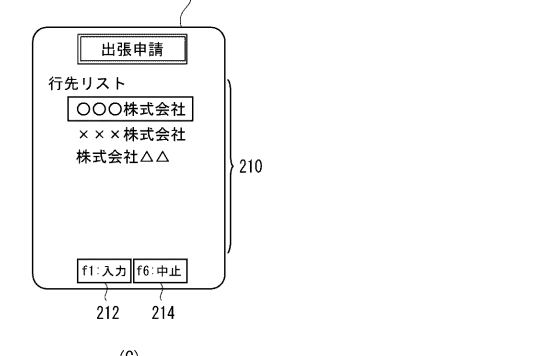 出張申請
行先リスト
○○○株式会社
×××株式会社
株式会社△△
210
f1:入力 f6:中止
212 214